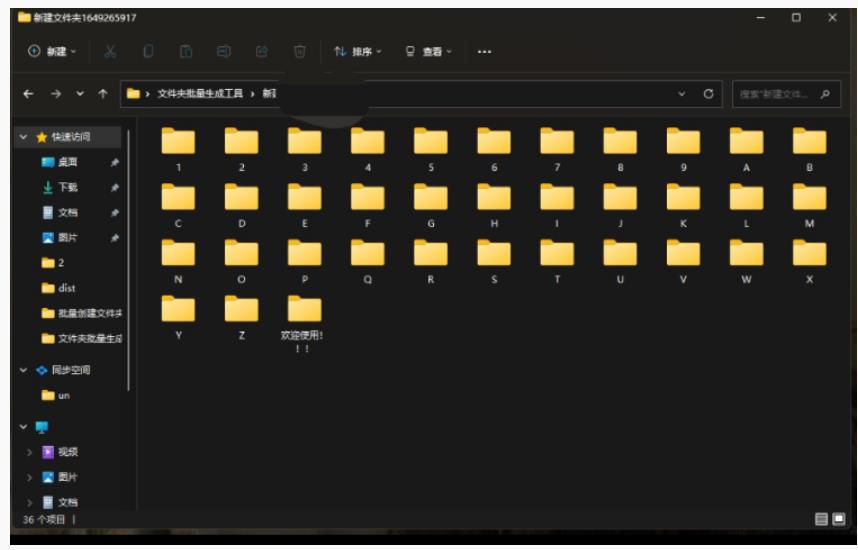 新建文件夹1649265917
新建
排序
查看
文件夹批量生成工具 › 新建
搜索"新建文件...
快速访问
桌面
下载
文档
图片
2
dist
批量创建文件夹
文件夹批量生成
同步空间
un
视频
图片
文档
1 2 3 4 5 6 7 8 9 A B
C D E F G H I J K L M
N O P Q R S T U V W X
Y Z 欢迎使用!
!!
36 个项目